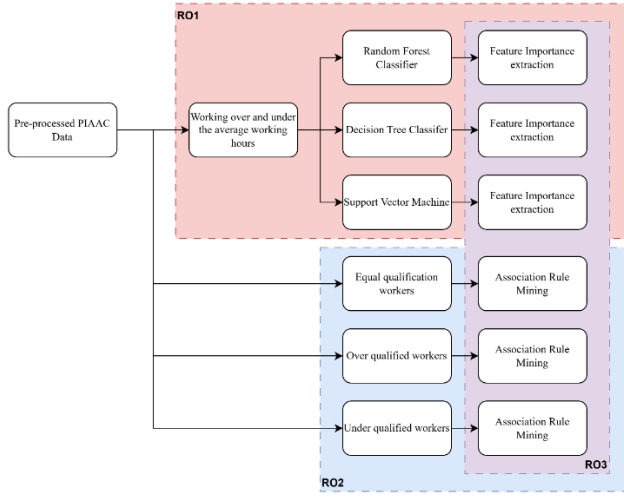 RO1
Random Forest
Classifier
Feature Importance
extraction
Pre-processed PIAAC
Data
Working over and under
the average working
hours
Decision Tree Classifer
Feature Importance
extraction
Support Vector Machine
Feature Importance
extraction
Equal qualification
workers
Association Rule
Mining
Over qualified workers
Association Rule
Mining
Under qualified workers
Association Rule
Mining
RO3
RO2